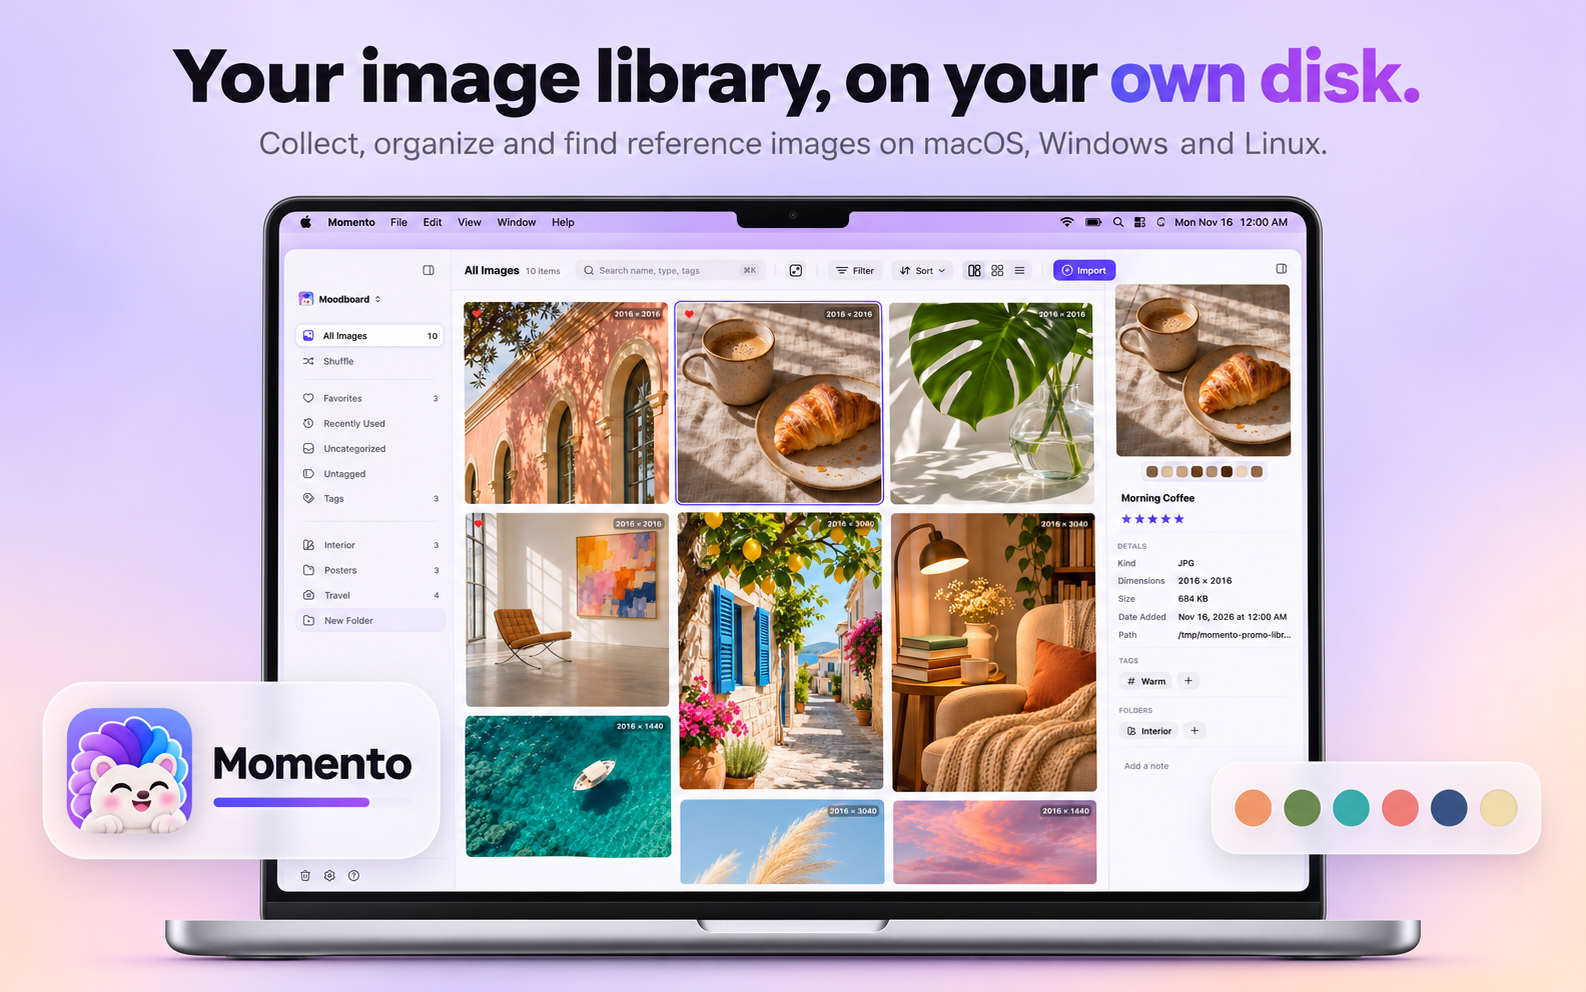 Your image library, on your own disk.
Collect, organize and find reference images on macOS, Windows and Linux.
Momento File Edit View Window Help
Mon Nov 16 12:00 AM
All Images 10 items
Search name, type, tags ⌘K
Filter
Sort
Import
Moodboard
All Images 10
Shuffle
Favorites 3
Recently Used
Uncategorized
Untagged
Tags 3
Interior 3
Posters 3
Travel 4
New Folder
2016 × 2016
2016 × 2016
2016 × 2016
2016 × 2016
2016 × 3040
2016 × 3040
2016 × 1440
2016 × 3040
2016 × 1440
Morning Coffee
DETALS
Kind JPG
Dimensions 2016 × 2016
Size 684 KB
Date Added Nov 16, 2026 at 12:00 AM
Path /tmp/momento-promo-libr...
TAGS
# Warm +
FOLDERS
Interior +
Add a note
Momento